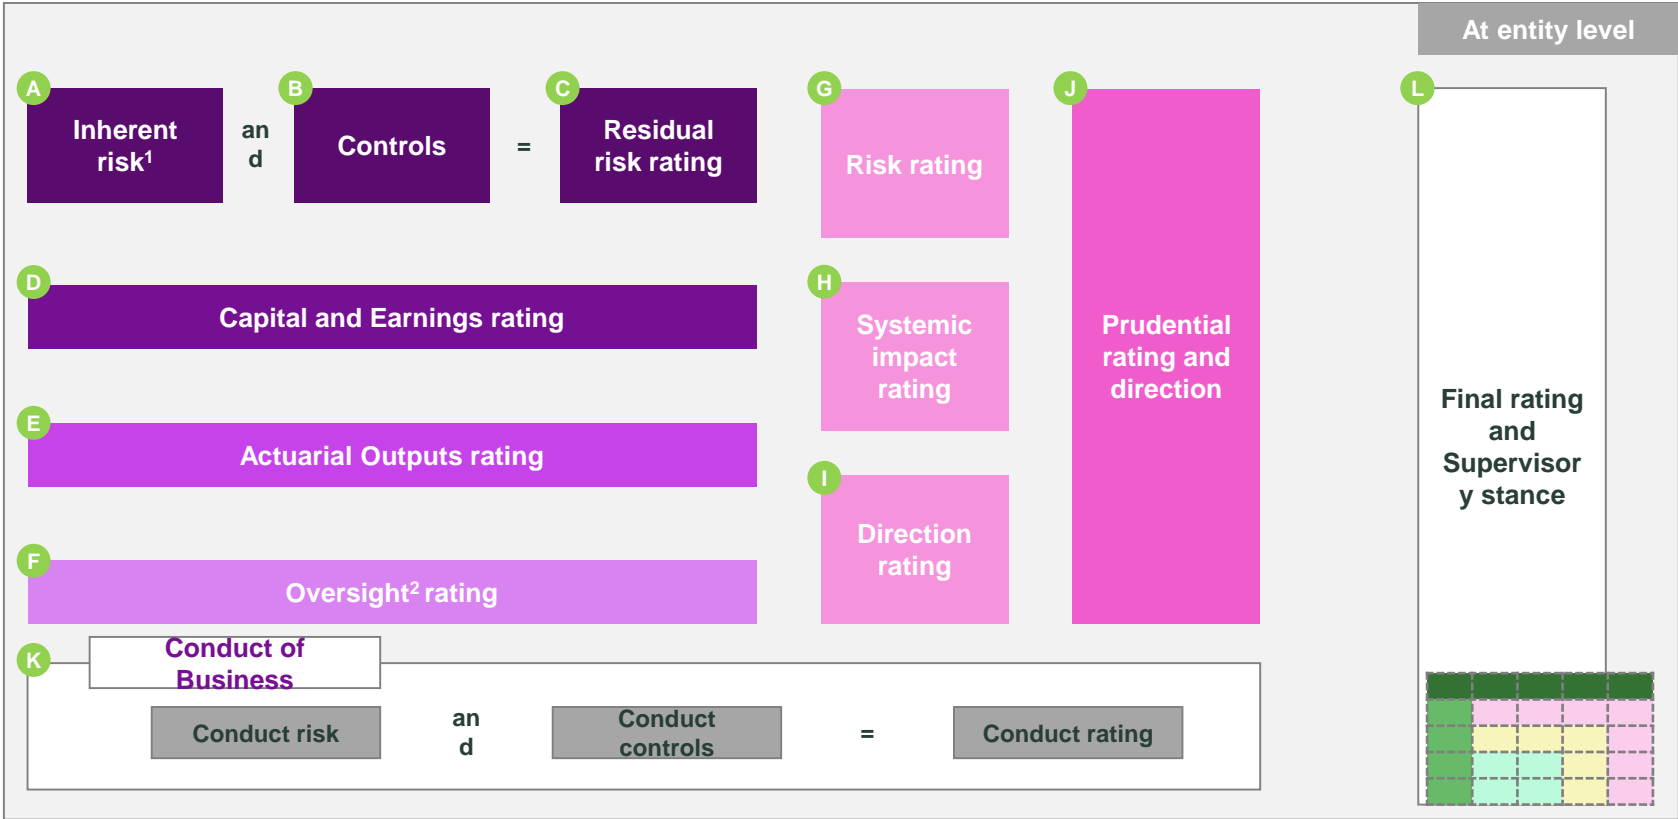 At entity level
A
Inherent
risk¹
an
d
B
Controls
=
C
Residual
risk rating
D
Capital and Earnings rating
E
Actuarial Outputs rating
F
Oversight² rating
G
Risk rating
H
Systemic
impact
rating
I
Direction
rating
J
Prudential
rating and
direction
K
Conduct of
Business
Conduct risk
an
d
Conduct
controls
=
Conduct rating
L
Final rating
and
Supervisor
y stance